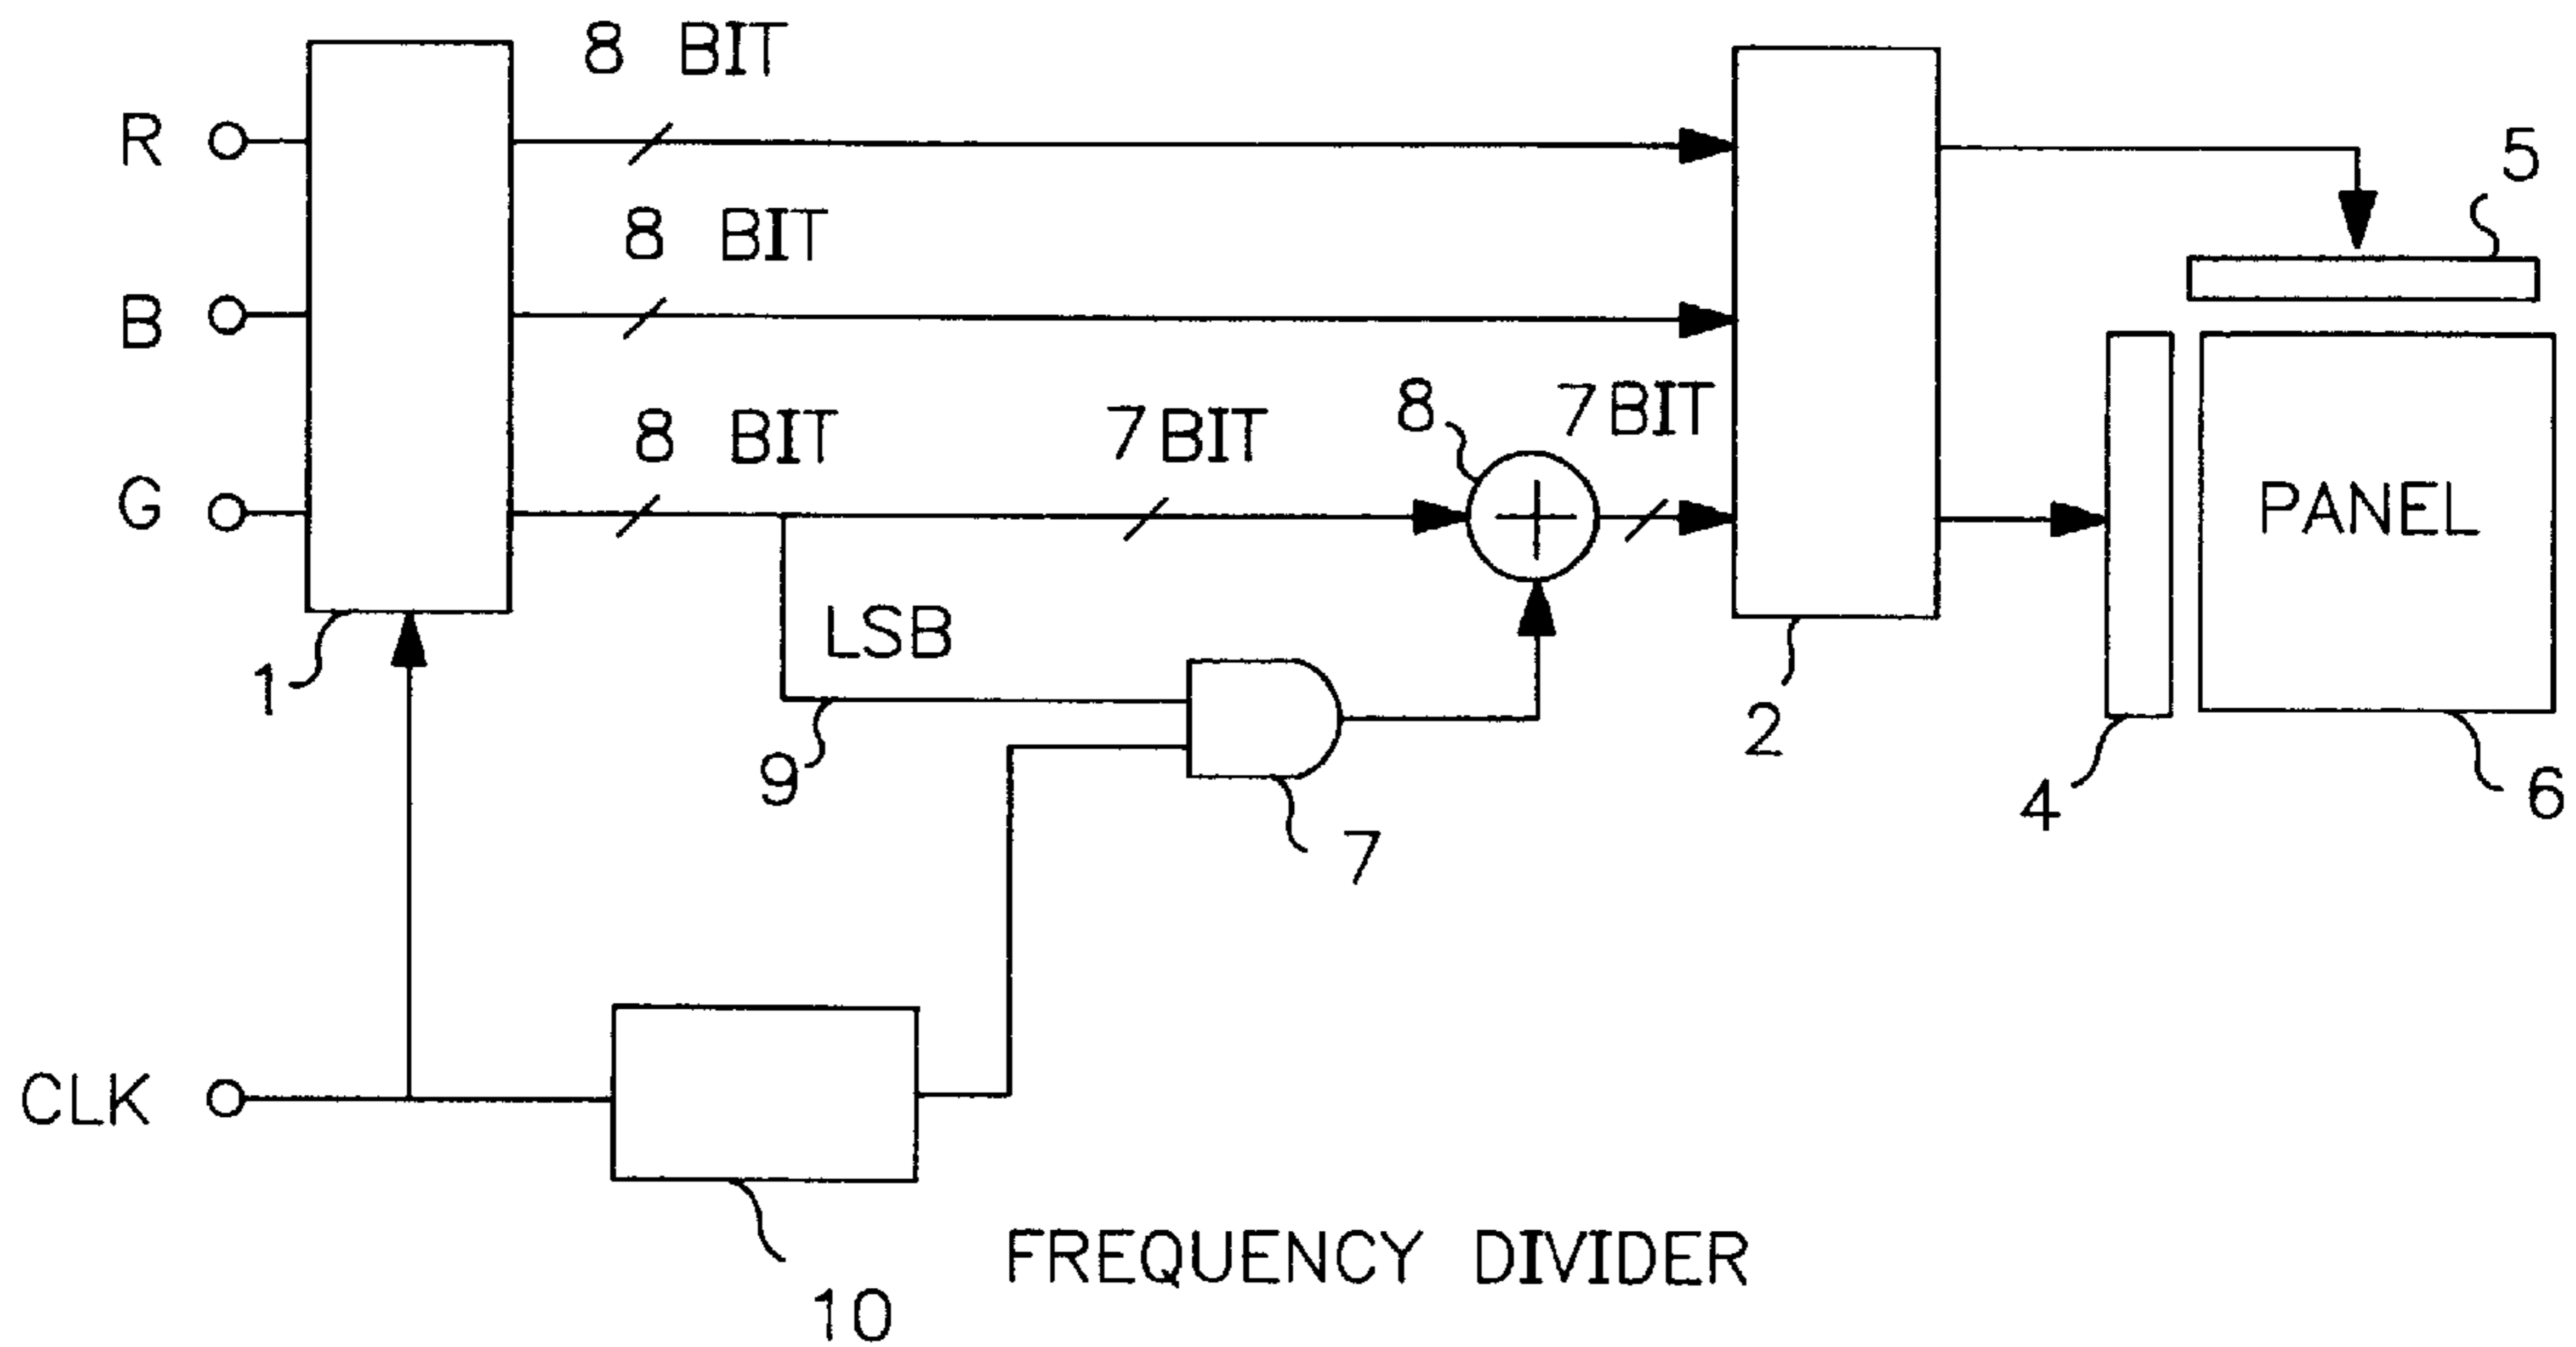 8 BIT
R
5
8 BIT
B
8 BIT
7 BIT
8
7 BIT
G
PANEL
LSB
1
2
9
4
6
7
CLK
FREQUENCY DIVIDER
10